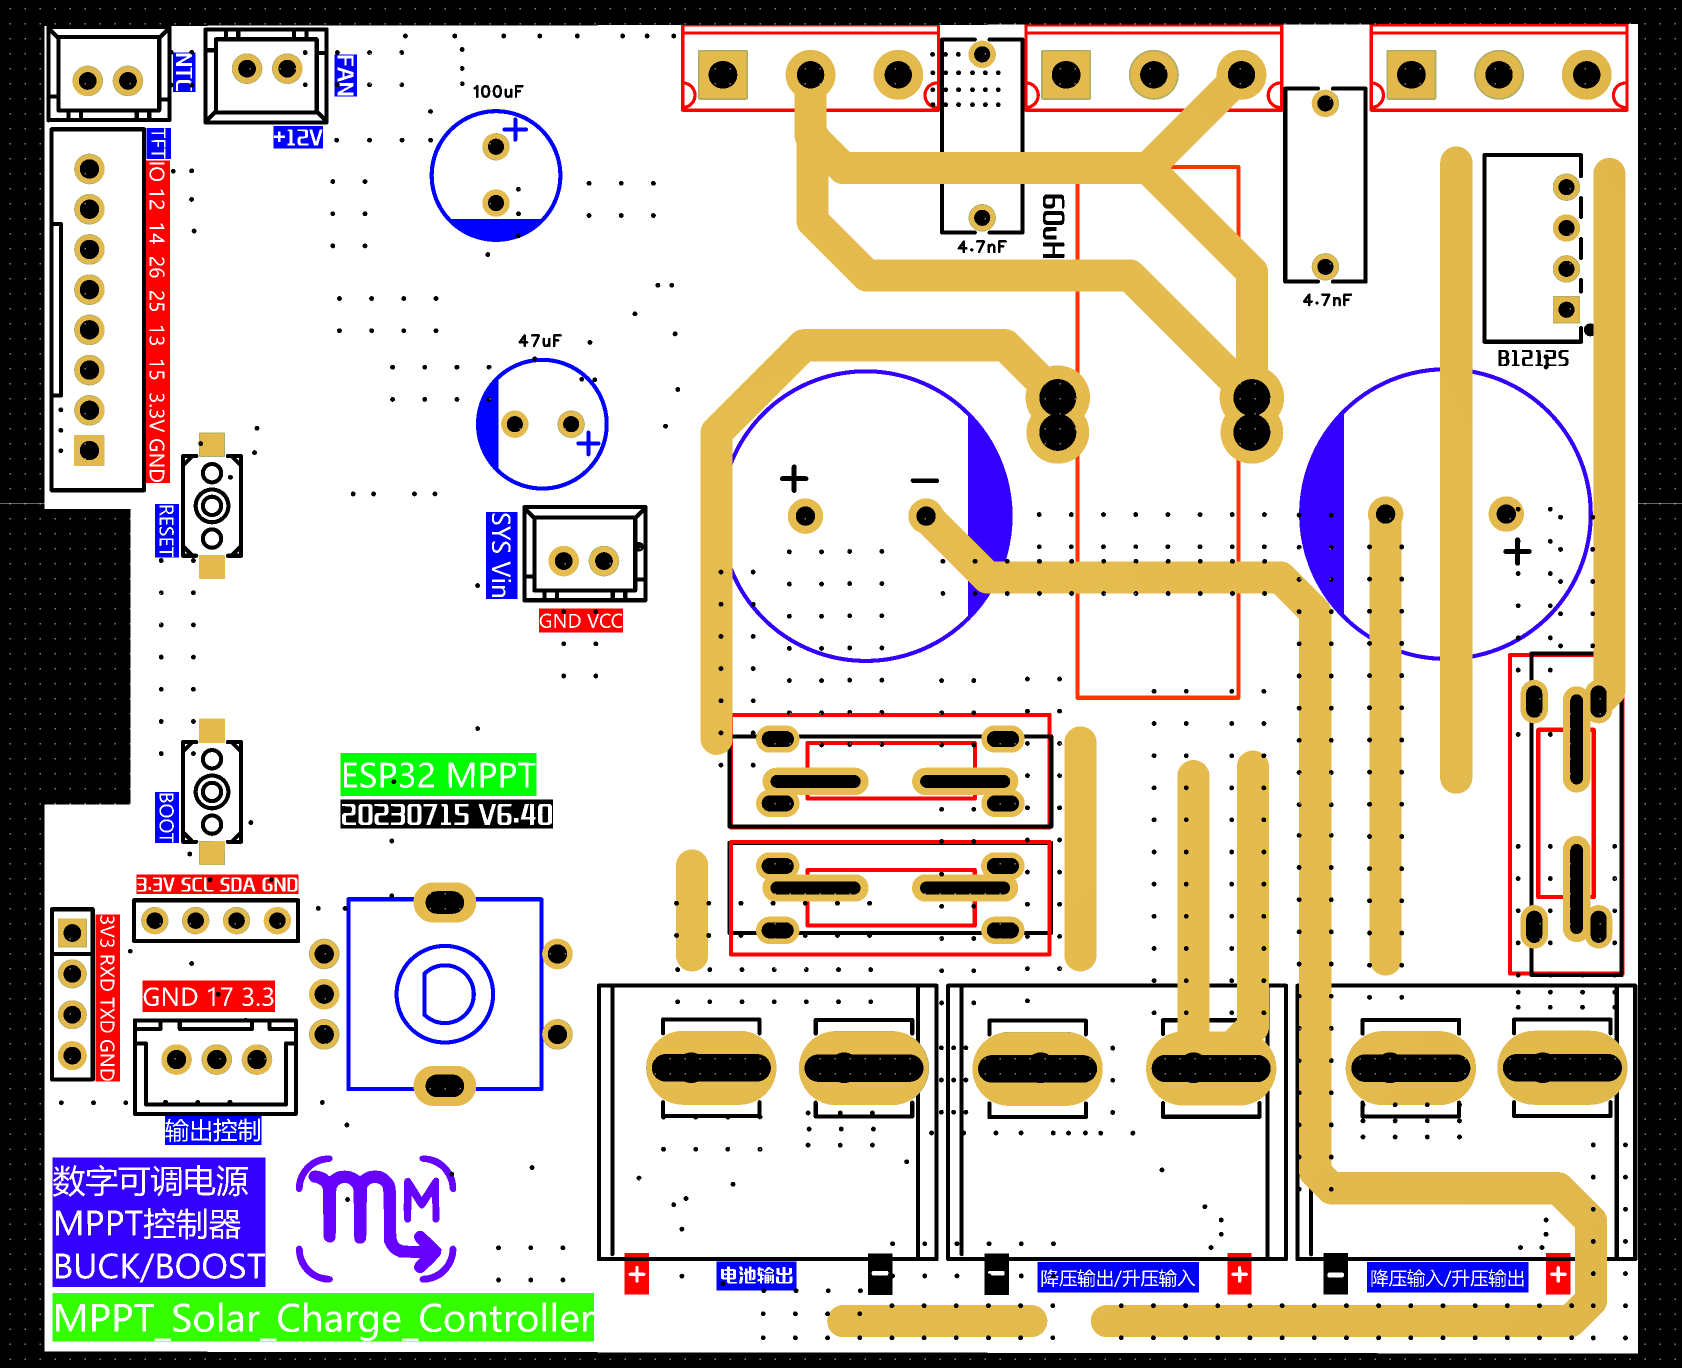 NTC
FAN
+12V
100uF
TFT
IO 12 14 26 25 13 15 3.3V GND
60uH
4.7nF
4.7nF
B1212S
47uF
+
+
+ −
+
RESET
SYS Vin
GND VCC
ESP32 MPPT
20230715 V6.40
BOOT
3.3V SCL SDA GND
3V3 RXD TXD GND
GND 17 3.3
输出控制
数字可调电源
MPPT控制器
BUCK/BOOST
MPPT_Solar_Charge_Controller
mM
+ 电池输出 −
− 降压输出/升压输入 +
− 降压输入/升压输出 +